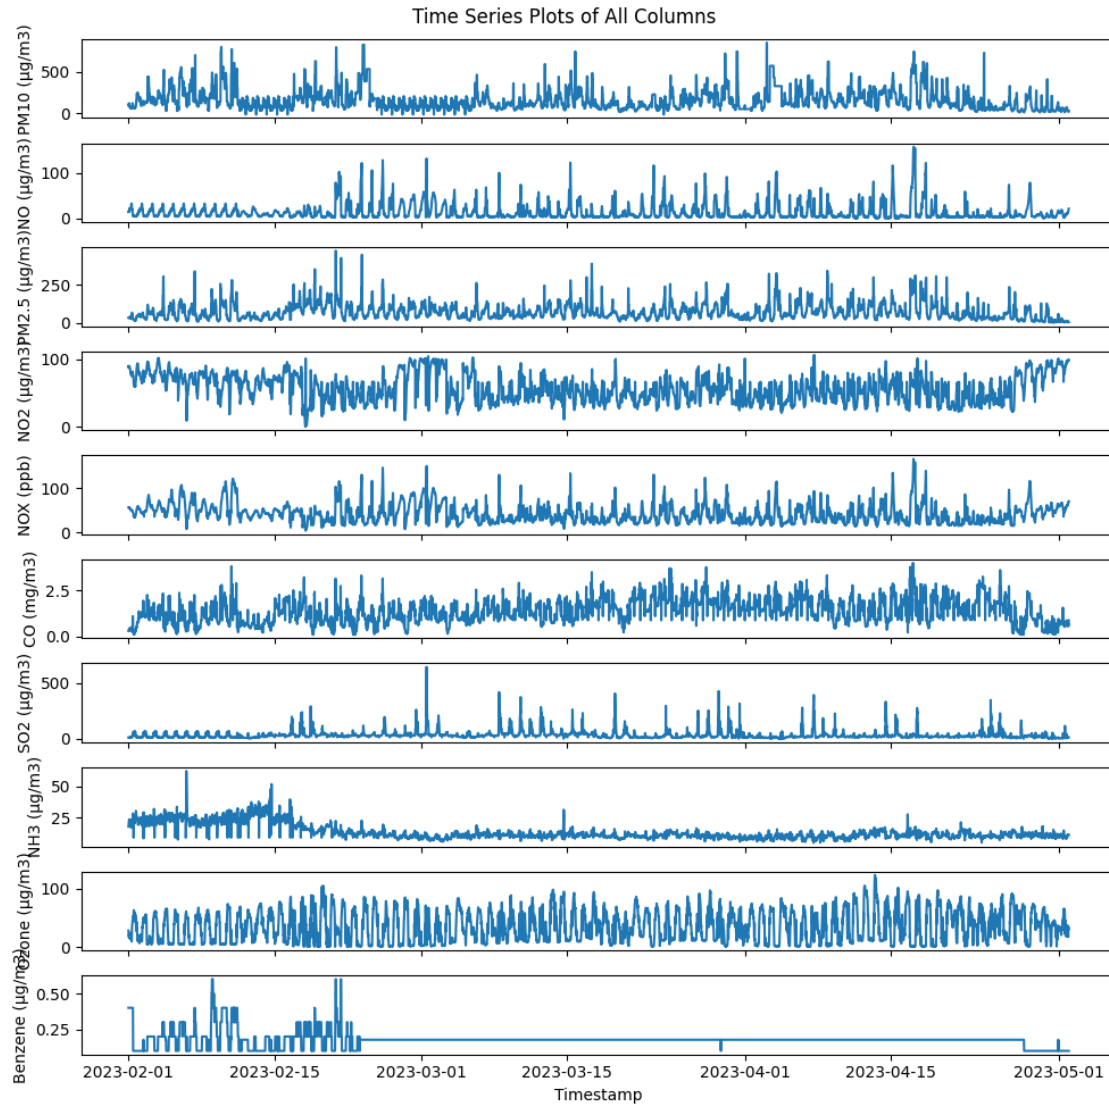 Time Series Plots of All Columns
PM10 (μg/m3)
500
0
NO (μg/m3)
100
0
PM2.5 (μg/m3)
250
0
NO2 (μg/m3)
100
0
NOX (ppb)
100
0
CO (mg/m3)
2.5
0.0
SO2 (μg/m3)
500
0
NH3 (μg/m3)
50
25
Ozone (μg/m3)
100
0
Benzene (μg/m3)
0.50
0.25
2023-02-01 2023-02-15 2023-03-01 2023-03-15 2023-04-01 2023-04-15 2023-05-01
Timestamp